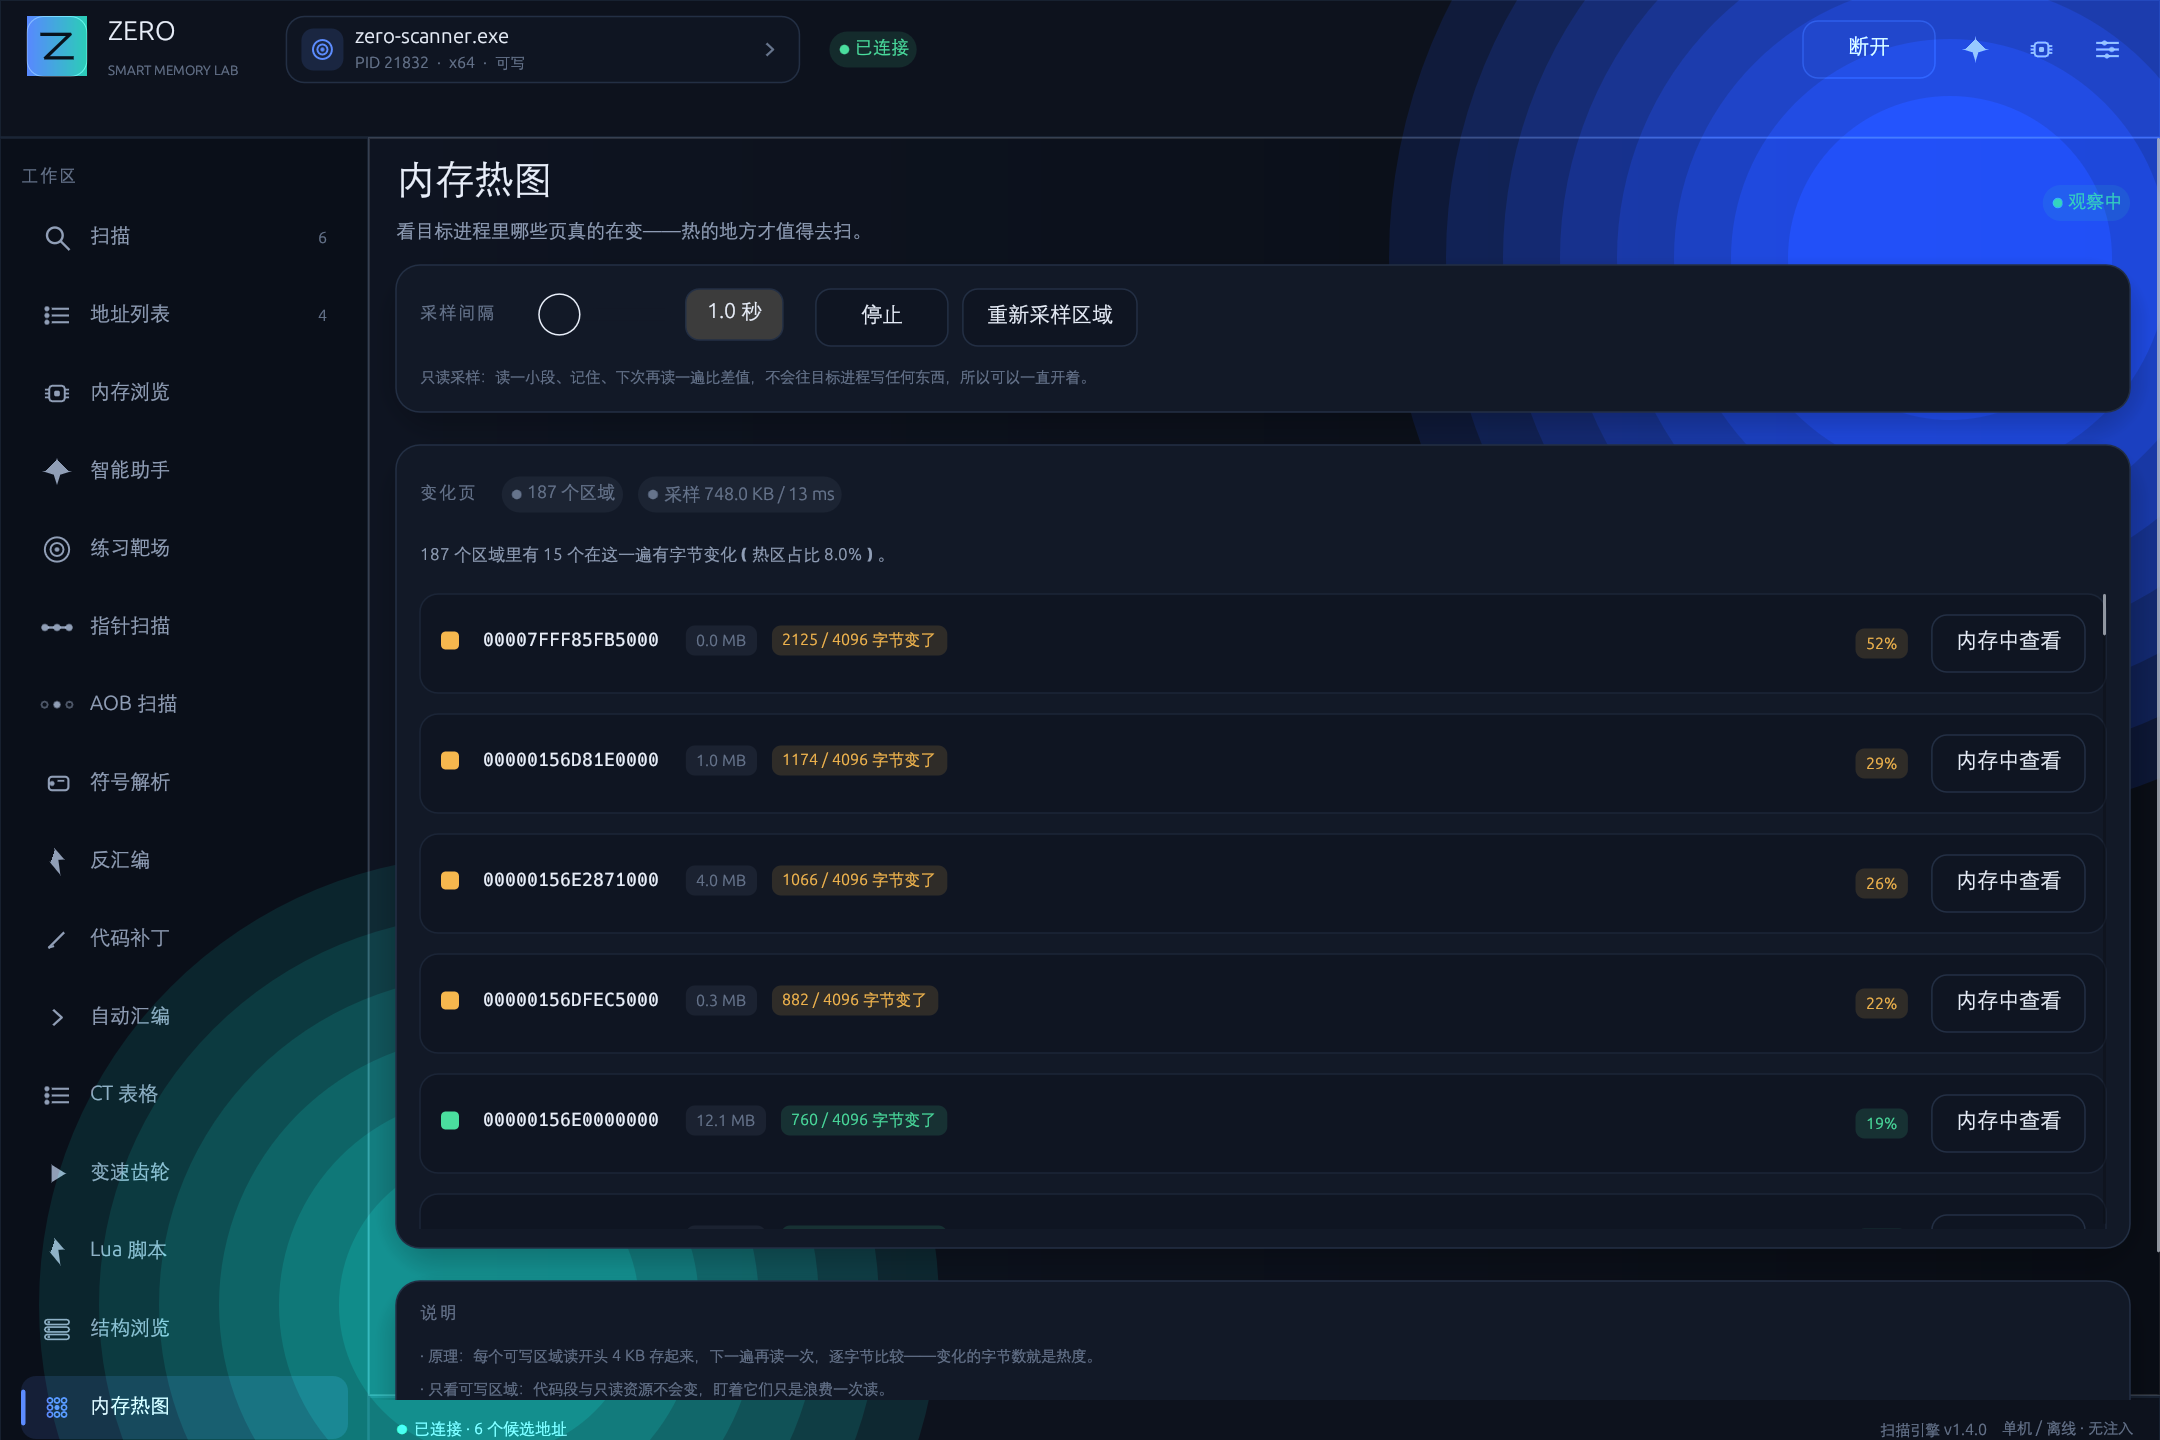 ZERO
SMART MEMORY LAB
zero-scanner.exe
PID 21832 · x64 · 可写
已连接
断开
工作区
扫描 6
地址列表 4
内存浏览
智能助手
练习靶场
指针扫描
AOB 扫描
符号解析
反汇编
代码补丁
自动汇编
CT 表格
变速齿轮
Lua 脚本
结构浏览
内存热图
内存热图
观察中
看目标进程里哪些页真的在变——热的地方才值得去扫。
采样间隔 1.0 秒 停止 重新采样区域
只读采样：读一小段、记住、下次再读一遍比差值，不会往目标进程写任何东西，所以可以一直开着。
变化页 187 个区域 采样 748.0 KB / 13 ms
187 个区域里有 15 个在这一遍有字节变化（热区占比 8.0%）。
00007FFF85FB5000 0.0 MB 2125 / 4096 字节变了 52% 内存中查看
00000156D81E0000 1.0 MB 1174 / 4096 字节变了 29% 内存中查看
00000156E2871000 4.0 MB 1066 / 4096 字节变了 26% 内存中查看
00000156DFEC5000 0.3 MB 882 / 4096 字节变了 22% 内存中查看
00000156E0000000 12.1 MB 760 / 4096 字节变了 19% 内存中查看
说明
· 原理：每个可写区域读开头 4 KB 存起来，下一遍再读一次，逐字节比较——变化的字节数就是热度。
· 只看可写区域：代码段与只读资源不会变，盯着它们只是浪费一次读。
已连接 · 6 个候选地址
扫描引擎 v1.4.0 单机 / 离线 · 无注入